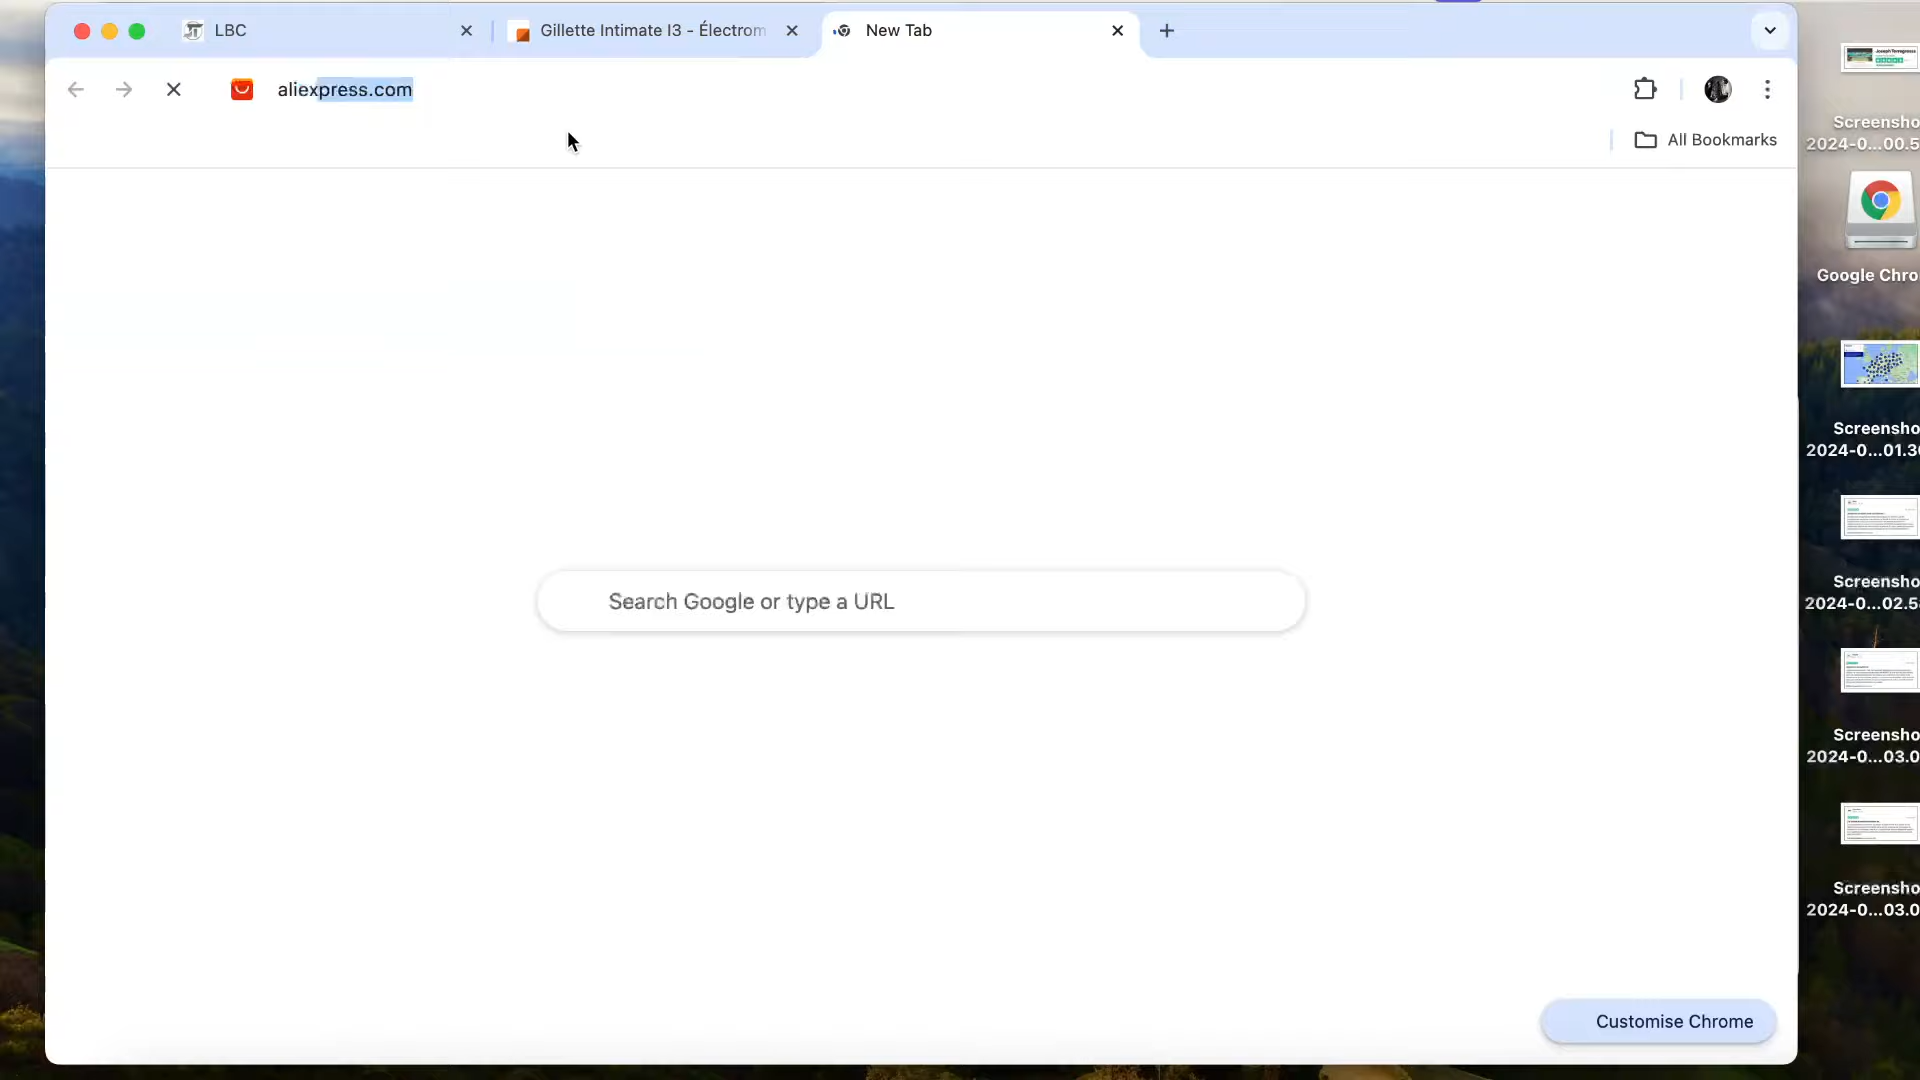 LBC
Gillette Intimate I3 - Électrom
New Tab
aliexpress.com
All Bookmarks
Search Google or type a URL
Customise Chrome
Screensho
2024-0...00.5
Google Chro
Screensho
2024-0...01.3
Screensho
2024-0...02.5
Screensho
2024-0...03.0
Screensho
2024-0...03.0